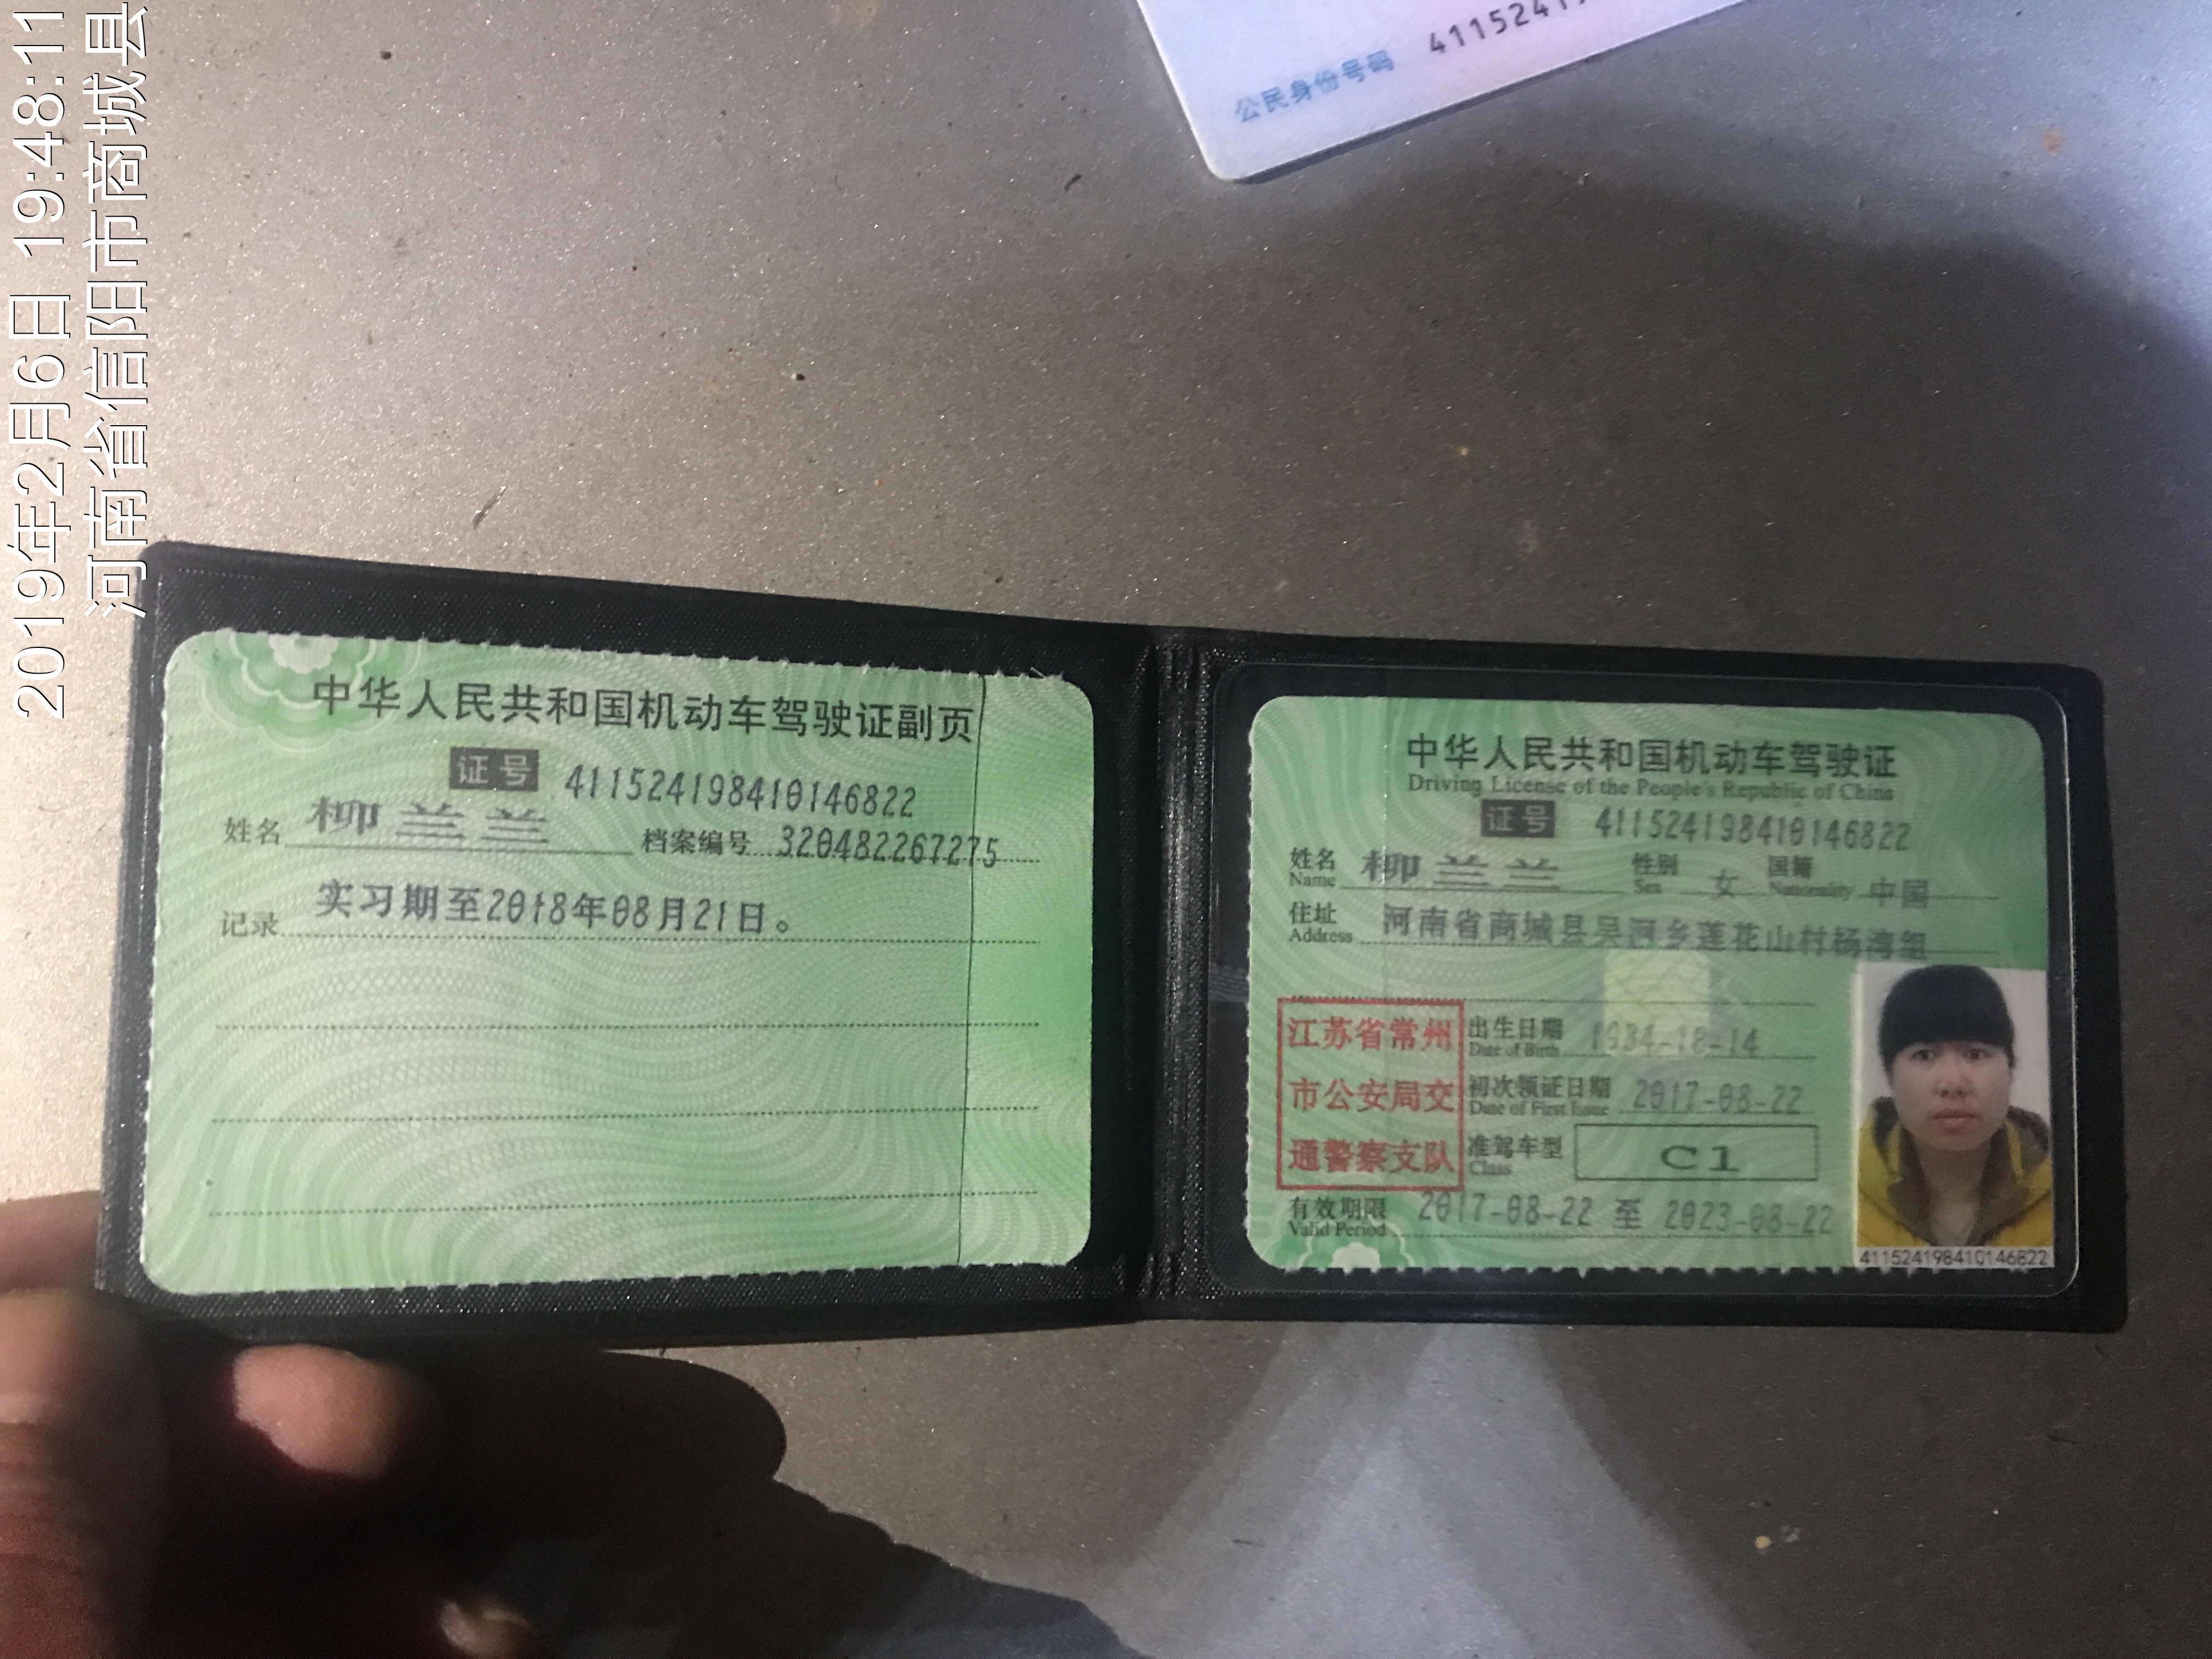 2019年2月6日 19:48:11
河南省信阳市商城县
公民身份号码 41152419
中华人民共和国机动车驾驶证副页
证号 411524198410146822
姓名 柳兰兰 档案编号 320482267275
记录 实习期至2018年08月21日。
中华人民共和国机动车驾驶证
Driving License of the People's Republic of China
证号 411524198410146822
姓名 柳兰兰 性别 女 国籍 中国
Name Sex Nationality
住址 河南省商城县吴河乡莲花山村杨湾组
Address
江苏省常州
市公安局交
通警察支队
出生日期 1984-10-14
Date of Birth
初次领证日期 2017-08-22
Date of First Issue
准驾车型 C1
Class
有效期限 2017-08-22 至 2023-08-22
Valid Period
411524198410146822